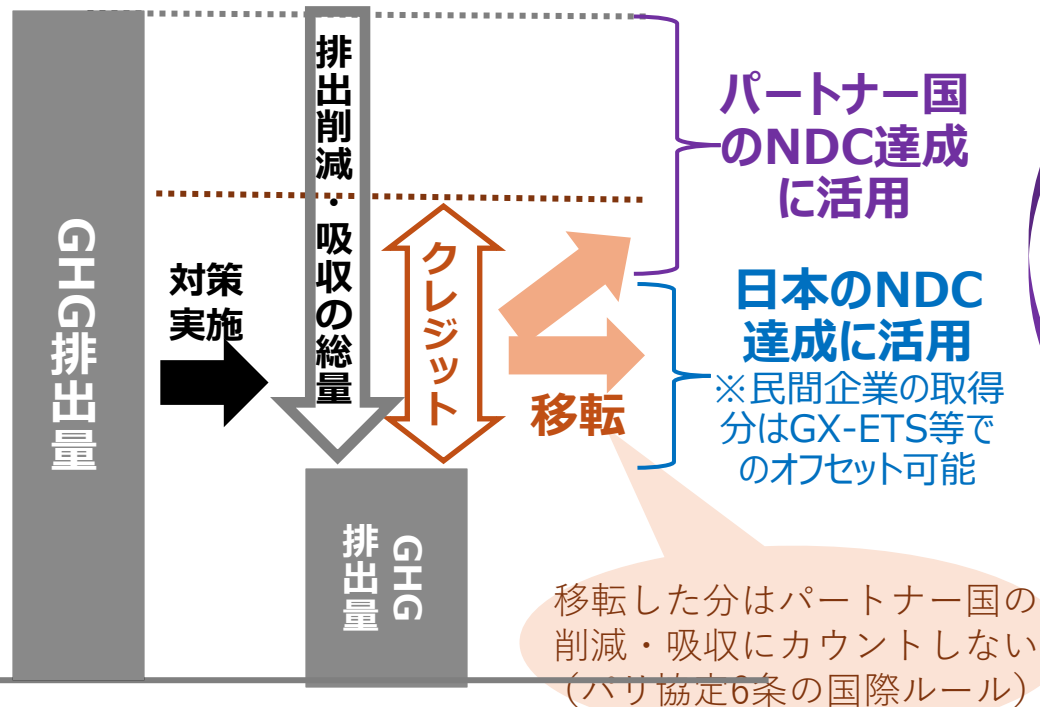 GHG排出量
対策
実施
排出削減・吸収の総量
クレジット
移転
GHG
排出量
パートナー国
のNDC達成
に活用
日本のNDC
達成に活用
※民間企業の取得
分はGX-ETS等で
のオフセット可能
移転した分はパートナー国の
削減・吸収にカウントしない
(パリ協定6条の国際ルール)